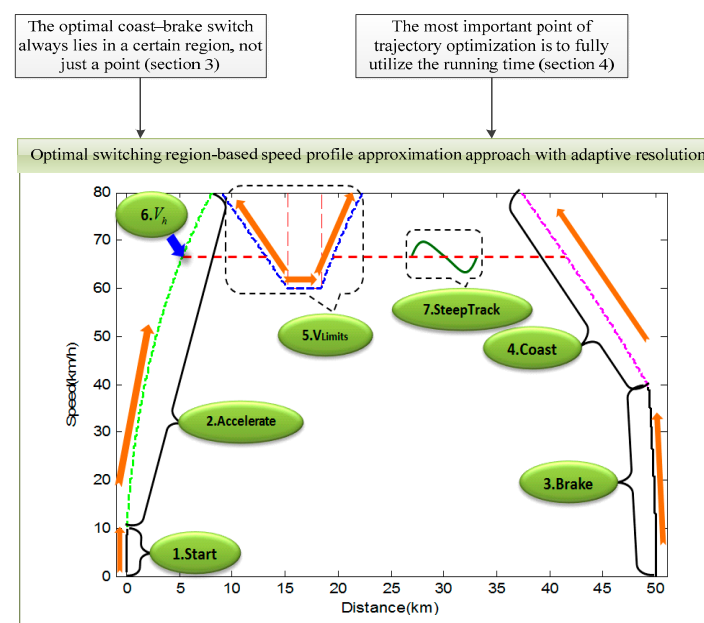 The optimal coast–brake switch
always lies in a certain region, not
just a point (section 3)
The most important point of
trajectory optimization is to fully
utilize the running time (section 4)
Optimal switching region-based speed profile approximation approach with adaptive resolution
80
70
60
50
40
30
20
10
0
Speed(km/h)
6.Vh
5.VLimits
7.SteepTrack
4.Coast
2.Accelerate
3.Brake
1.Start
0 5 10 15 20 25 30 35 40 45 50
Distance(km)